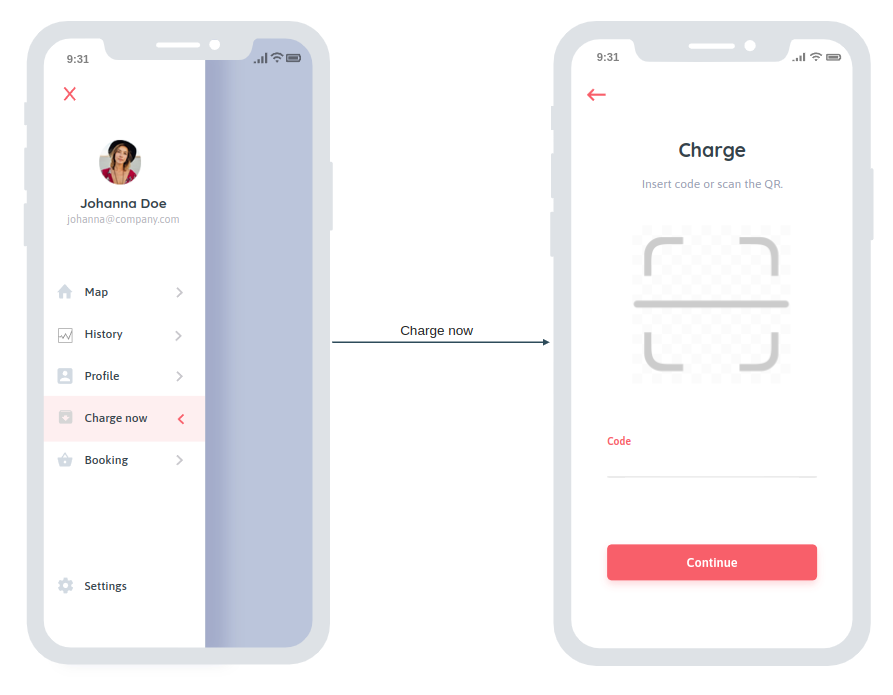 9:31
Johanna Doe
johanna@company.com
Map
History
Profile
Charge now
Booking
Settings
Charge now
9:31
Charge
Insert code or scan the QR.
Code
Continue